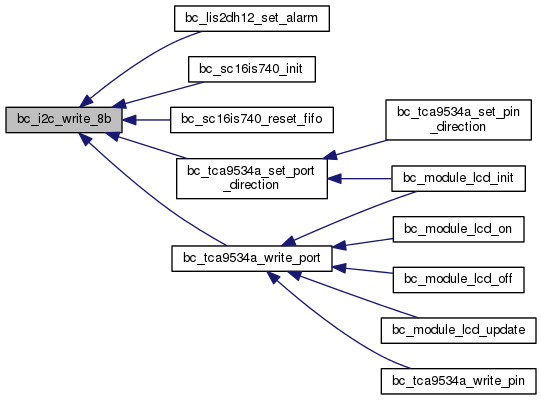 bc_lis2dh12_set_alarm
bc_sc16is740_init
bc_i2c_write_8b
bc_sc16is740_reset_fifo
bc_tca9534a_set_pin
_direction
bc_tca9534a_set_port
_direction
bc_module_lcd_init
bc_module_lcd_on
bc_tca9534a_write_port
bc_module_lcd_off
bc_module_lcd_update
bc_tca9534a_write_pin